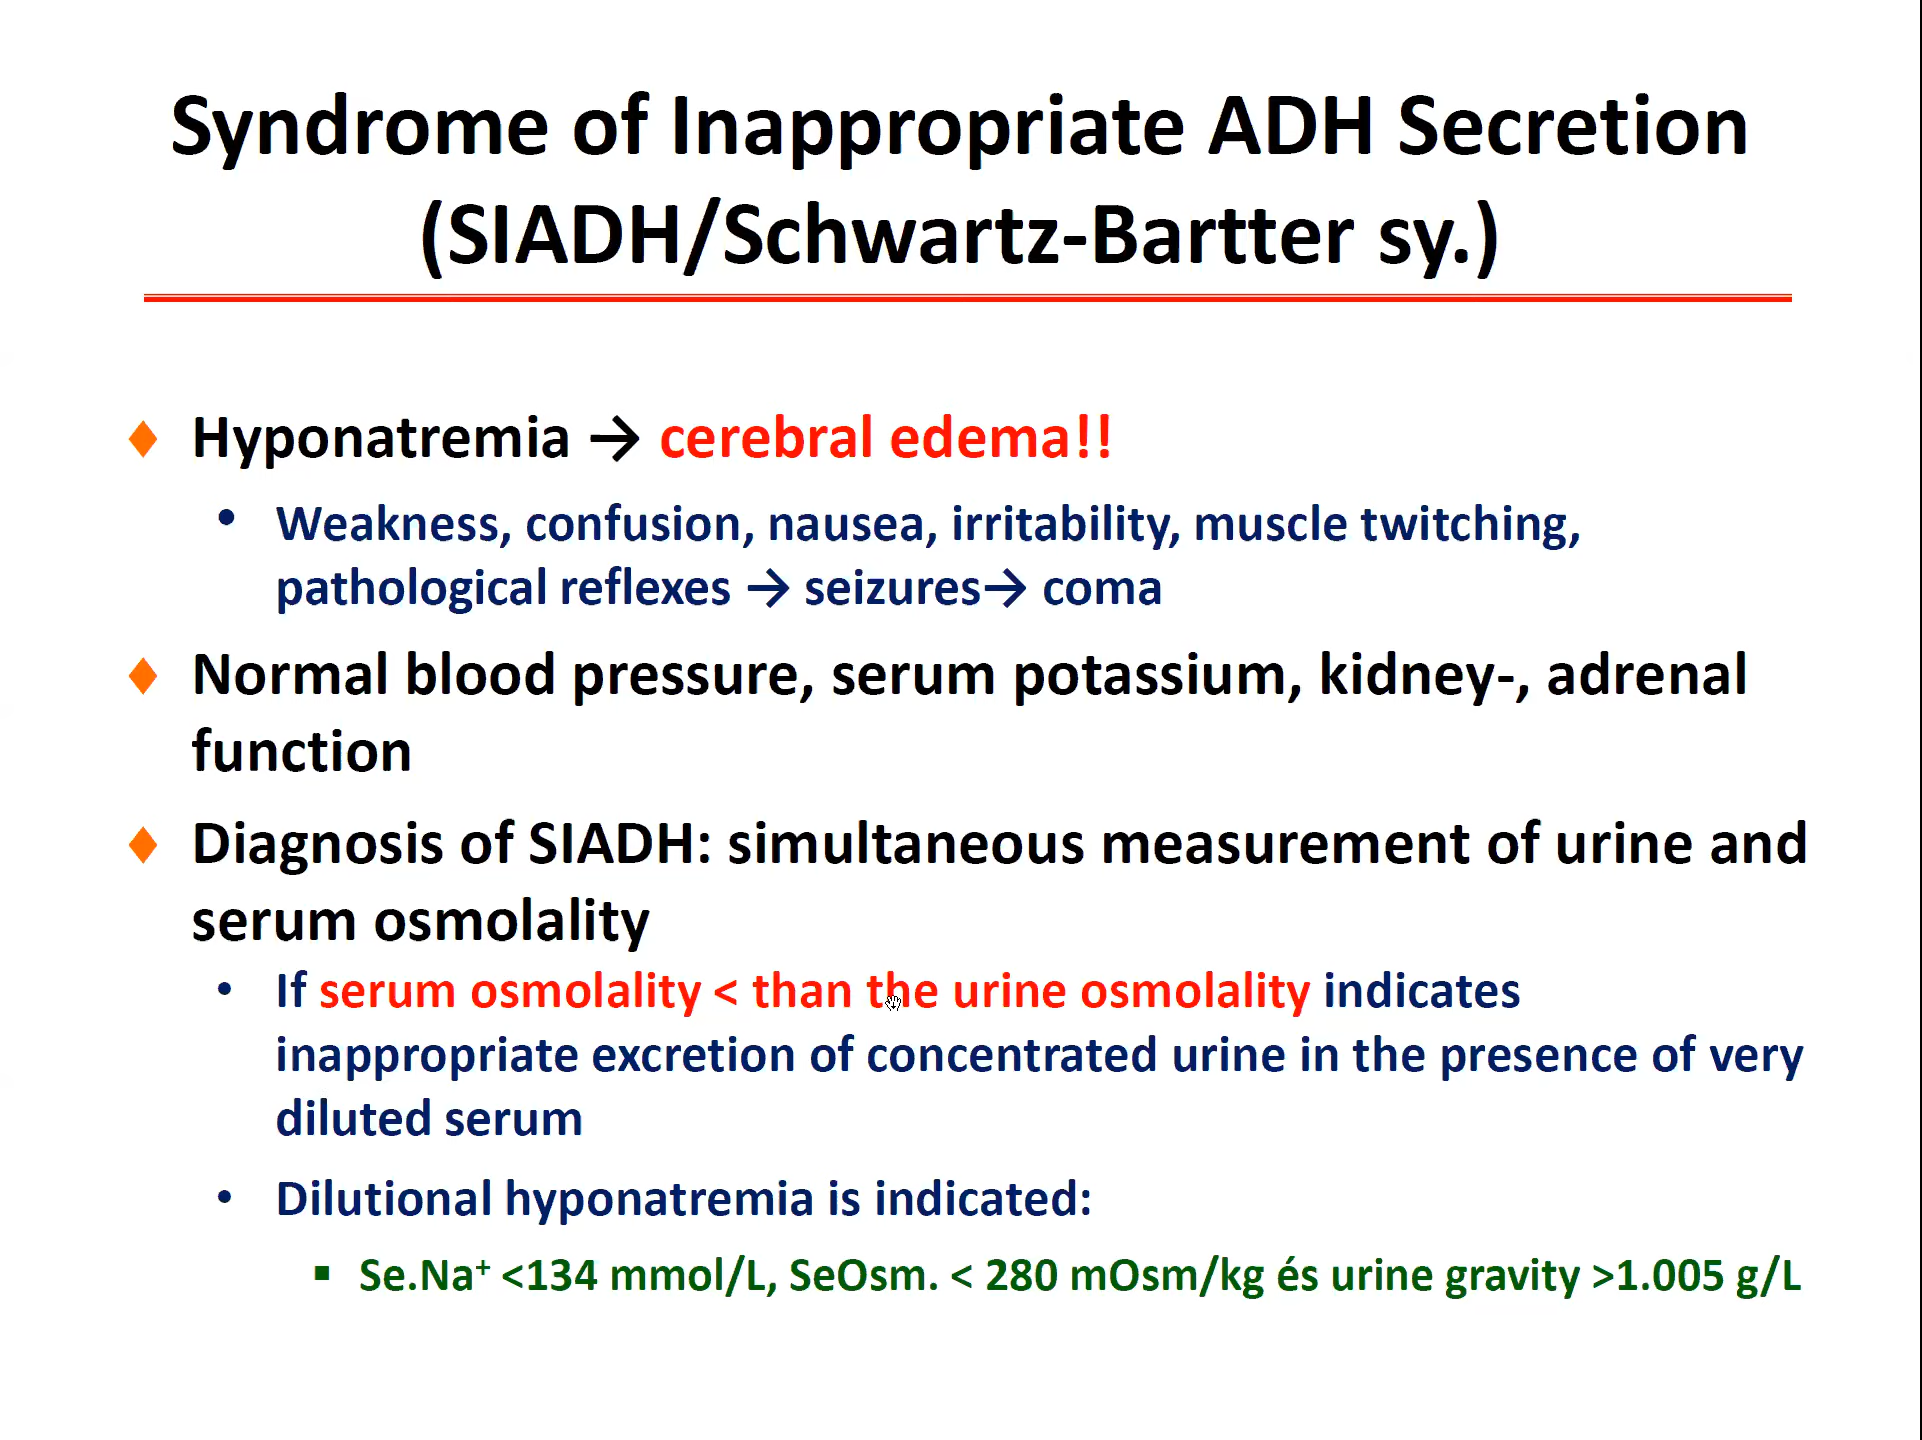 Syndrome of Inappropriate ADH Secretion
(SIADH/Schwartz-Bartter sy.)
♦ Hyponatremia → cerebral edema!!
• Weakness, confusion, nausea, irritability, muscle twitching,
pathological reflexes → seizures→ coma
♦ Normal blood pressure, serum potassium, kidney-, adrenal
function
♦ Diagnosis of SIADH: simultaneous measurement of urine and
serum osmolality
• If serum osmolality < than the urine osmolality indicates
inappropriate excretion of concentrated urine in the presence of very
diluted serum
• Dilutional hyponatremia is indicated:
▪ Se.Na⁺ <134 mmol/L, SeOsm. < 280 mOsm/kg és urine gravity >1.005 g/L